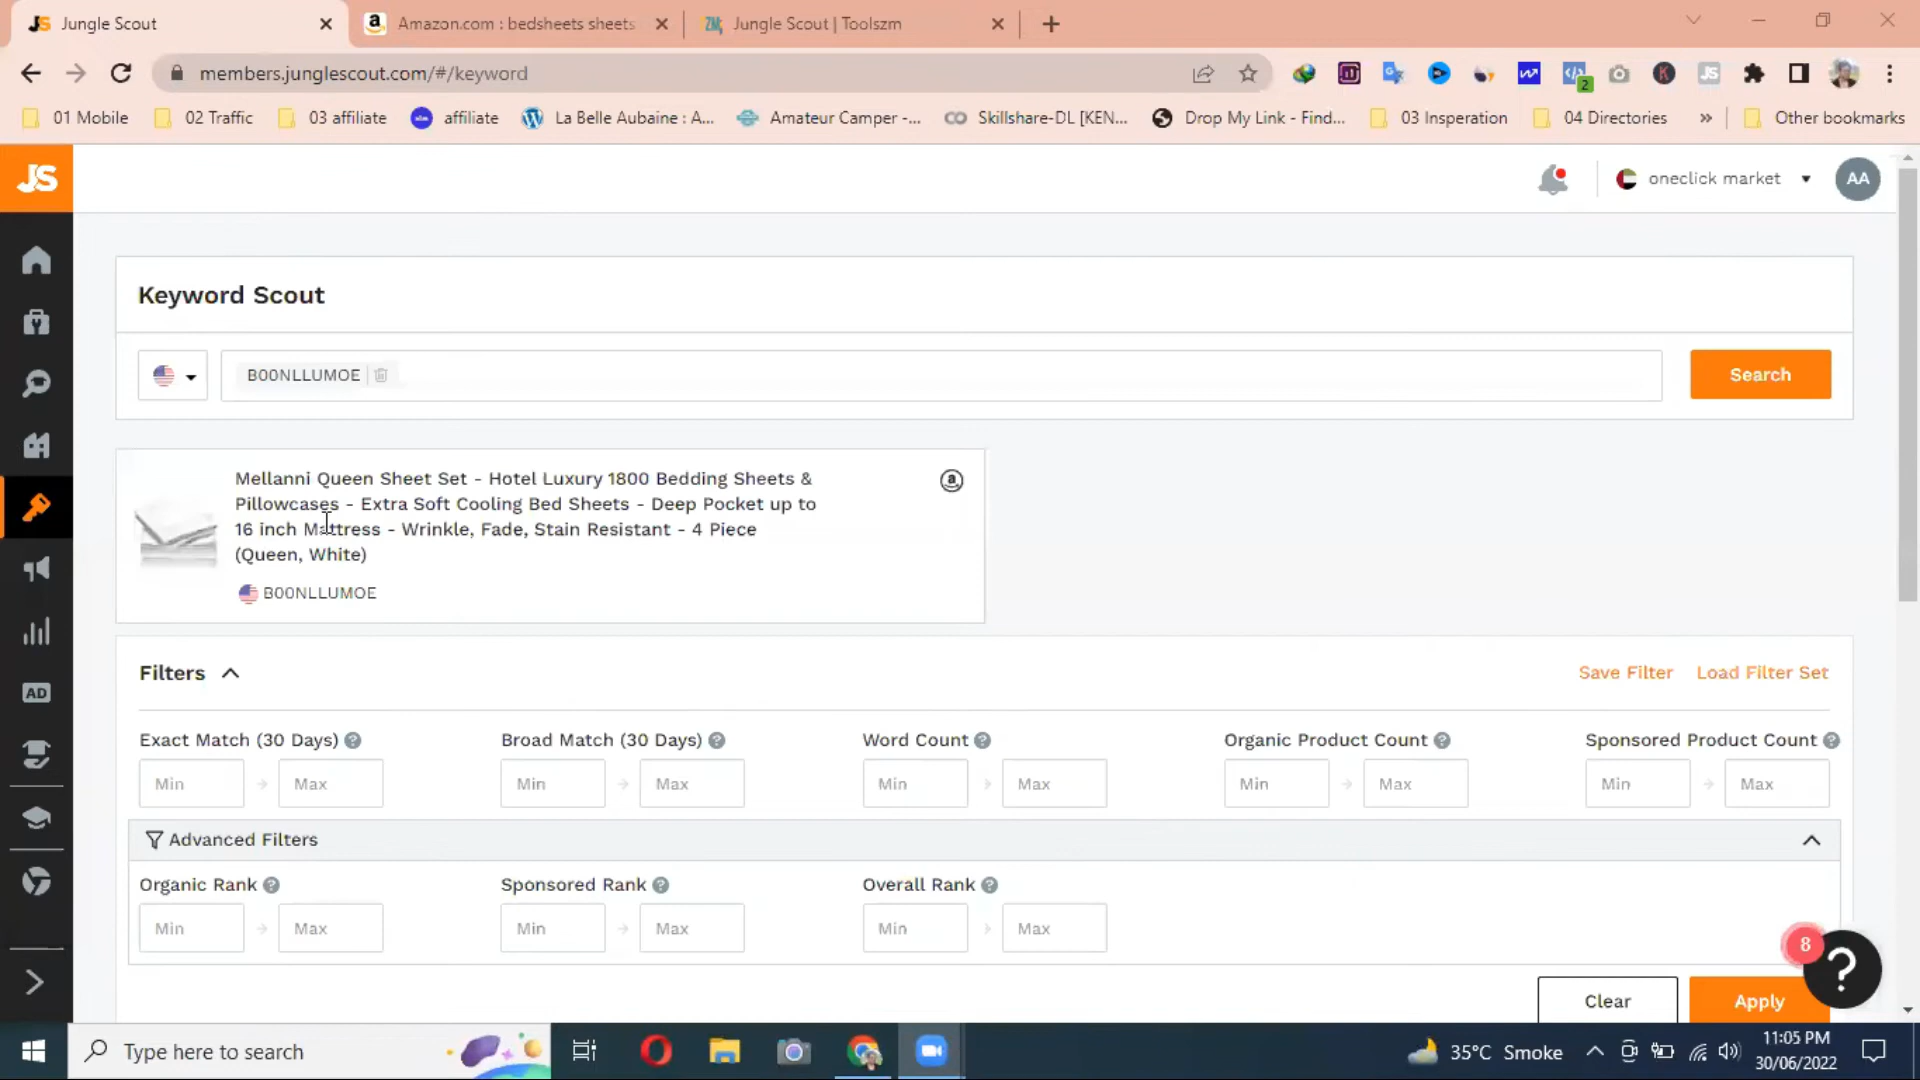 JS Jungle Scout
a Amazon.com : bedsheets sheets
ZM Jungle Scout | Toolszm
members.junglescout.com/#/keyword
2
K
JS
01 Mobile
02 Traffic
03 affiliate
affiliate
La Belle Aubaine : A...
Amateur Camper -...
Skillshare-DL [KEN...
Drop My Link - Find...
03 Insperation
04 Directories
»
Other bookmarks
JS
oneclick market
AA
Keyword Scout
B00NLLUMOE
Search
Mellanni Queen Sheet Set - Hotel Luxury 1800 Bedding Sheets &
Pillowcases - Extra Soft Cooling Bed Sheets - Deep Pocket up to
16 inch Mattress - Wrinkle, Fade, Stain Resistant - 4 Piece
(Queen, White)
a
B00NLLUMOE
Filters
Save Filter
Load Filter Set
Exact Match (30 Days) ?
Broad Match (30 Days) ?
Word Count ?
Organic Product Count ?
Sponsored Product Count ?
Min Max
Min Max
Min Max
Min Max
Min Max
AD
Advanced Filters
Organic Rank ?
Sponsored Rank ?
Overall Rank ?
Min Max
Min Max
Min Max
8
?
Clear
Apply
Type here to search
35°C Smoke
11:05 PM
30/06/2022